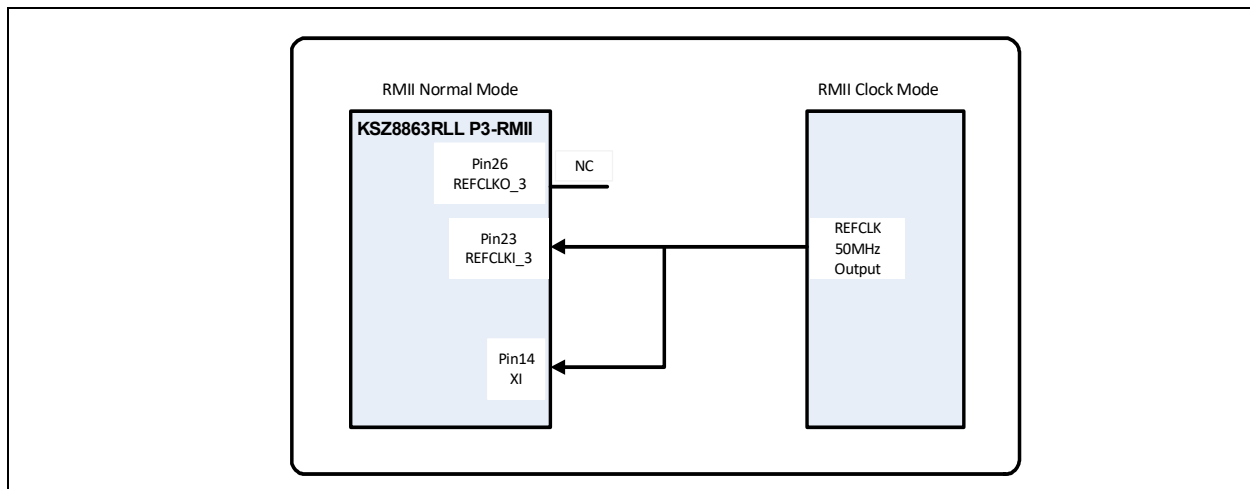 RMII Normal Mode
RMII Clock Mode
KSZ8863RLL P3-RMII
Pin26
REFCLKO_3
NC
Pin23
REFCLKI_3
REFCLK
50MHz
Output
Pin14
XI